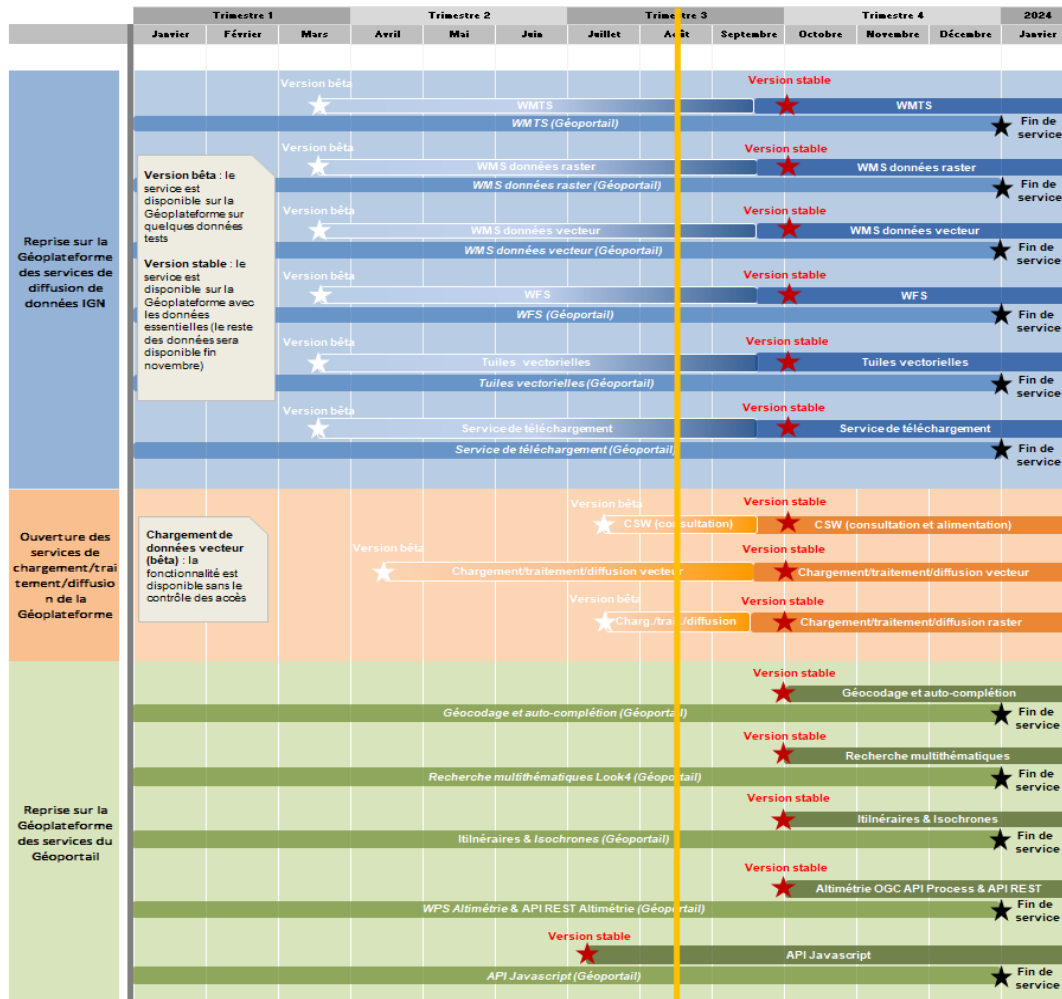 Trimestre 1 Trimestre 2 Trimestre 3 Trimestre 4 2024
Janvier Février Mars Avril Mai Juin Juillet Août Septembre Octobre Novembre Décembre Janvier
Reprise sur la
Géoplateforme
des services de
diffusion de
données IGN
Version bêta : le
service est
disponible sur la
Géoplateforme sur
quelques données
tests
Version stable : le
service est
disponible sur la
Géoplateforme avec
les données
essentielles (le reste
des données sera
disponible fin
novembre)
Version bêta Version stable
WMTS WMTS
WMTS (Géoportail) Fin de
service
Version bêta Version stable
WMS données raster WMS données raster
WMS données raster (Géoportail) Fin de
service
Version bêta Version stable
WMS données vecteur WMS données vecteur
WMS données vecteur (Géoportail) Fin de
service
Version bêta Version stable
WFS WFS
WFS (Géoportail) Fin de
service
Version bêta Version stable
Tuiles vectorielles Tuiles vectorielles
Tuiles vectorielles (Géoportail) Fin de
service
Version bêta Version stable
Service de téléchargement Service de téléchargement
Service de téléchargement (Géoportail) Fin de
service
Ouverture des
services de
chargement/trai
tement/diffusio
n de la
Géoplateforme
Chargement de
données vecteur
(bêta) : la
fonctionnalité est
disponible sans le
contrôle des accès
Version bêta Version stable
CSW (consultation) CSW (consultation et alimentation)
Version bêta Version stable
Chargement/traitement/diffusion vecteur Chargement/traitement/diffusion vecteur
Version bêta Version stable
Charg./trait./diffusion Chargement/traitement/diffusion raster
Reprise sur la
Géoplateforme
des services du
Géoportail
Version stable
Géocodage et auto-complétion
Géocodage et auto-complétion (Géoportail) Fin de
service
Version stable
Recherche multithématiques
Recherche multithématiques Look4 (Géoportail) Fin de
service
Version stable
Itilnéraires & Isochrones
Itilnéraires & Isochrones (Géoportail) Fin de
service
Version stable
Altimétrie OGC API Process & API REST
WPS Altimétrie & API REST Altimétrie (Géoportail) Fin de
service
Version stable
API Javascript
API Javascript (Géoportail) Fin de
service